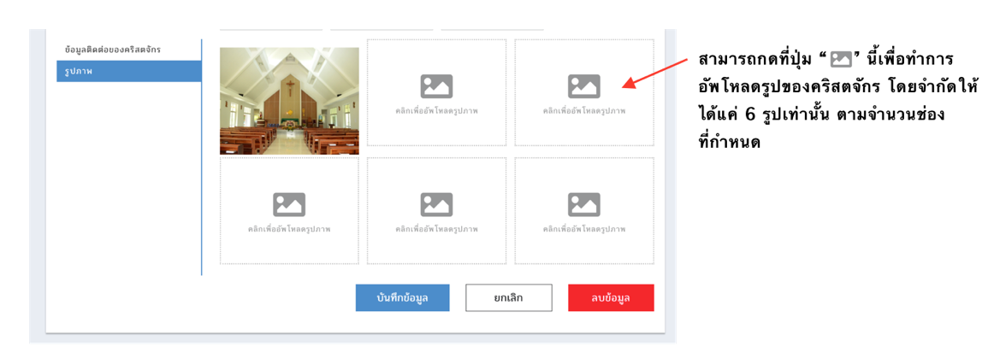 ข้อมูลติดต่อของคริสตจักร
รูปภาพ
คลิกเพื่ออัพโหลดรูปภาพ
คลิกเพื่ออัพโหลดรูปภาพ
คลิกเพื่ออัพโหลดรูปภาพ
คลิกเพื่ออัพโหลดรูปภาพ
คลิกเพื่ออัพโหลดรูปภาพ
บันทึกข้อมูล
ยกเลิก
ลบข้อมูล
สามารถกดที่ปุ่ม “ ” นี้เพื่อทำการ
อัพโหลดรูปของคริสตจักร โดยจำกัดให้
ได้แค่ 6 รูปเท่านั้น ตามจำนวนช่อง
ที่กำหนด